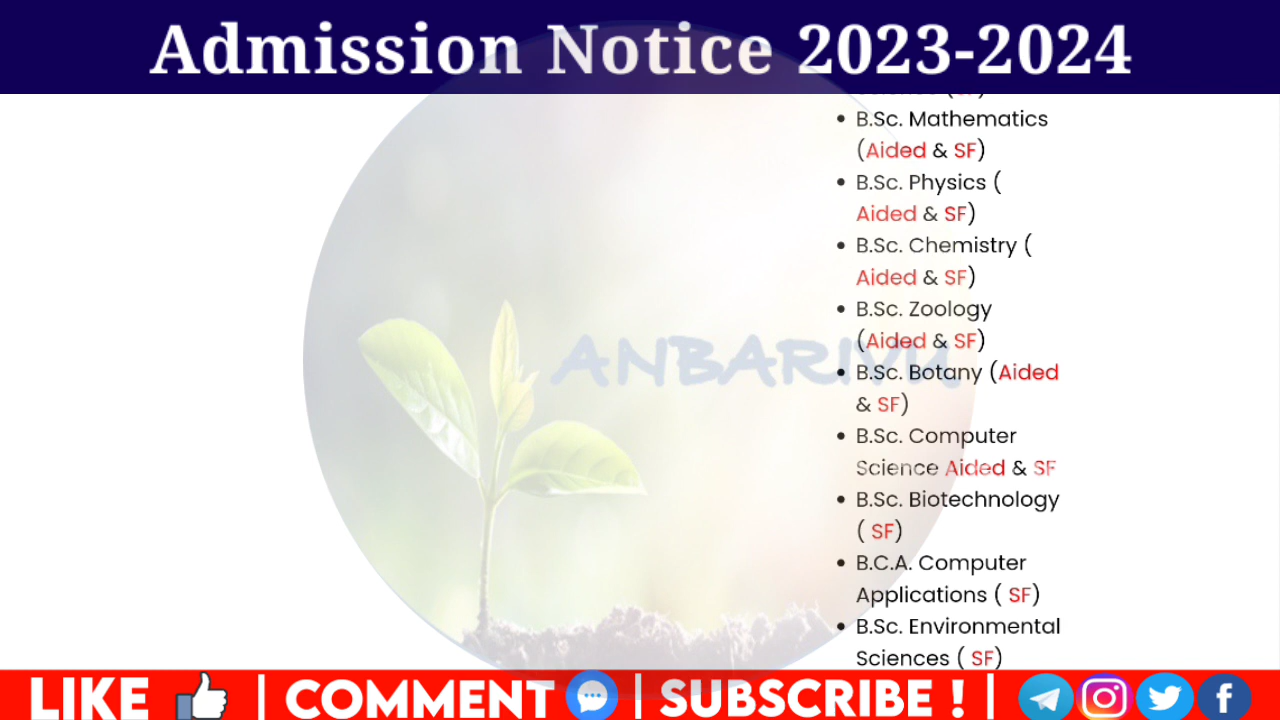 Admission Notice 2023-2024
B.Sc. Mathematics
(Aided & SF)
B.Sc. Physics (
Aided & SF)
B.Sc. Chemistry (
Aided & SF)
B.Sc. Zoology
(Aided & SF)
ANBARIVU
B.Sc. Botany (Aided
& SF)
B.Sc. Computer
Science Aided & SF
B.Sc. Biotechnology
( SF)
B.C.A. Computer
Applications ( SF)
B.Sc. Environmental
Sciences ( SF)
LIKE | COMMENT | SUBSCRIBE ! |